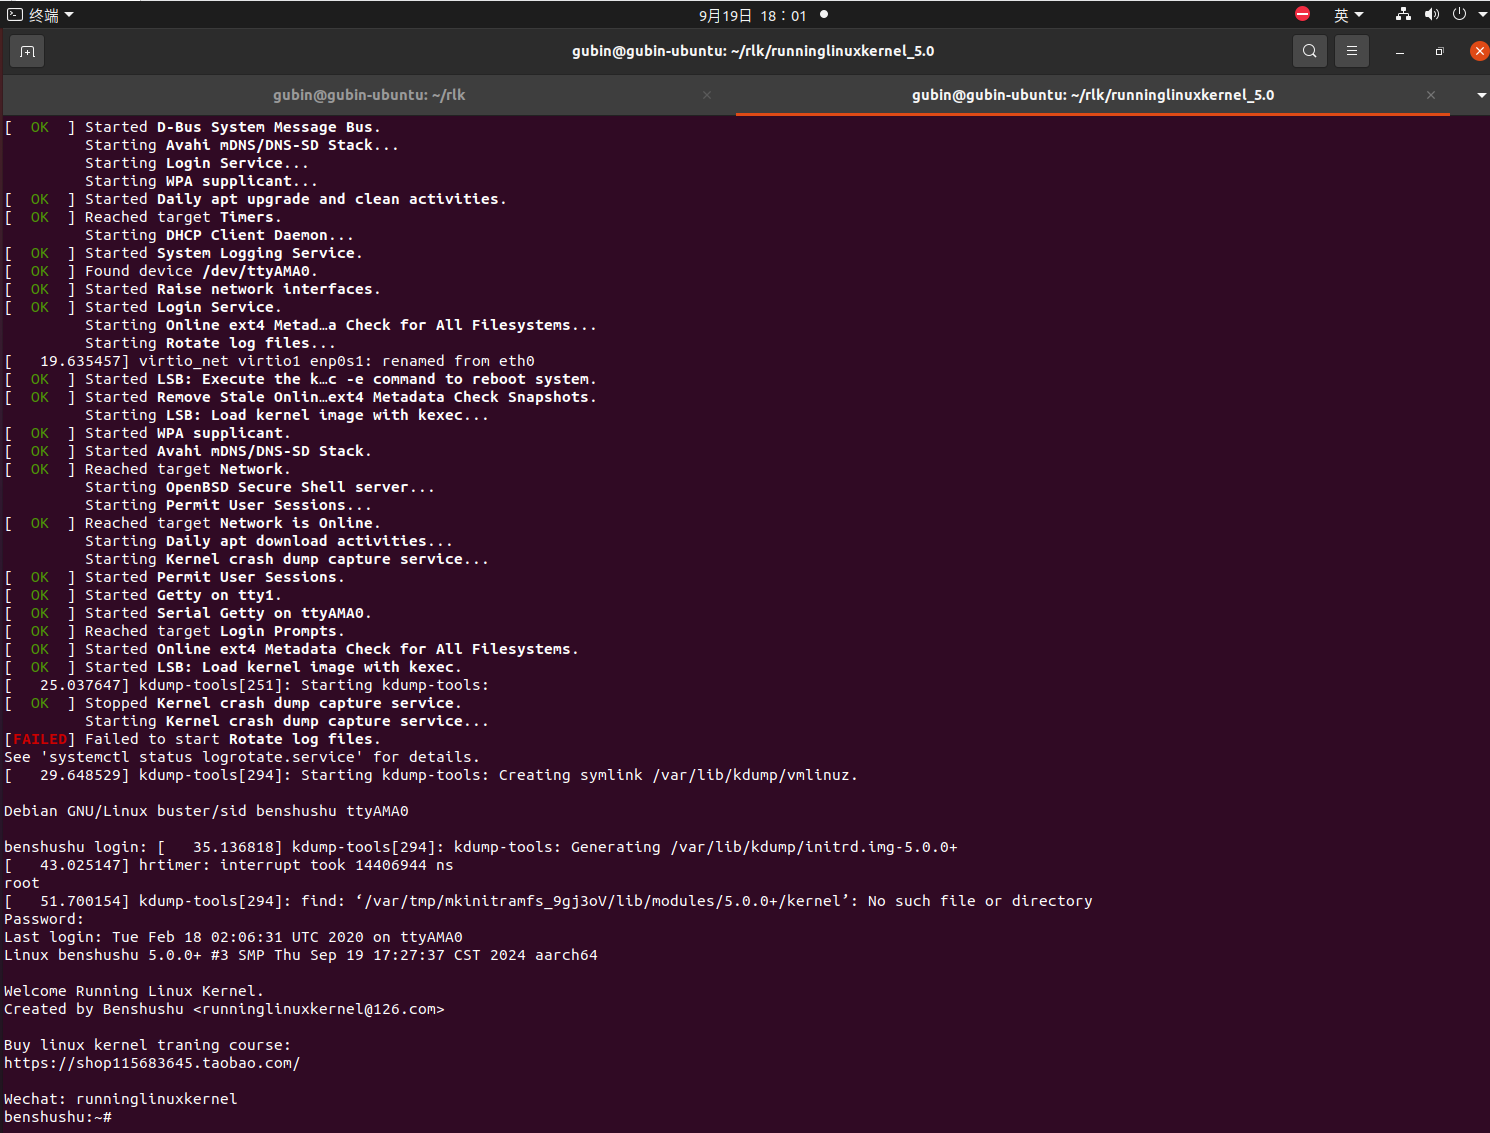 终端
9月19日 18：01
英
gubin@gubin-ubuntu: ~/rlk/runninglinuxkernel_5.0
gubin@gubin-ubuntu: ~/rlk
gubin@gubin-ubuntu: ~/rlk/runninglinuxkernel_5.0
[  OK  ] Started D-Bus System Message Bus.
         Starting Avahi mDNS/DNS-SD Stack...
         Starting Login Service...
         Starting WPA supplicant...
[  OK  ] Started Daily apt upgrade and clean activities.
[  OK  ] Reached target Timers.
         Starting DHCP Client Daemon...
[  OK  ] Started System Logging Service.
[  OK  ] Found device /dev/ttyAMA0.
[  OK  ] Started Raise network interfaces.
[  OK  ] Started Login Service.
         Starting Online ext4 Metad…a Check for All Filesystems...
         Starting Rotate log files...
[   19.635457] virtio_net virtio1 enp0s1: renamed from eth0
[  OK  ] Started LSB: Execute the k…c -e command to reboot system.
[  OK  ] Started Remove Stale Onlin…ext4 Metadata Check Snapshots.
         Starting LSB: Load kernel image with kexec...
[  OK  ] Started WPA supplicant.
[  OK  ] Started Avahi mDNS/DNS-SD Stack.
[  OK  ] Reached target Network.
         Starting OpenBSD Secure Shell server...
         Starting Permit User Sessions...
[  OK  ] Reached target Network is Online.
         Starting Daily apt download activities...
         Starting Kernel crash dump capture service...
[  OK  ] Started Permit User Sessions.
[  OK  ] Started Getty on tty1.
[  OK  ] Started Serial Getty on ttyAMA0.
[  OK  ] Reached target Login Prompts.
[  OK  ] Started Online ext4 Metadata Check for All Filesystems.
[  OK  ] Started LSB: Load kernel image with kexec.
[   25.037647] kdump-tools[251]: Starting kdump-tools:
[  OK  ] Stopped Kernel crash dump capture service.
         Starting Kernel crash dump capture service...
[FAILED] Failed to start Rotate log files.
See 'systemctl status logrotate.service' for details.
[   29.648529] kdump-tools[294]: Starting kdump-tools: Creating symlink /var/lib/kdump/vmlinuz.
Debian GNU/Linux buster/sid benshushu ttyAMA0
benshushu login: [   35.136818] kdump-tools[294]: kdump-tools: Generating /var/lib/kdump/initrd.img-5.0.0+
[   43.025147] hrtimer: interrupt took 14406944 ns
root
[   51.700154] kdump-tools[294]: find: ‘/var/tmp/mkinitramfs_9gj3oV/lib/modules/5.0.0+/kernel’: No such file or directory
Password:
Last login: Tue Feb 18 02:06:31 UTC 2020 on ttyAMA0
Linux benshushu 5.0.0+ #3 SMP Thu Sep 19 17:27:37 CST 2024 aarch64
Welcome Running Linux Kernel.
Created by Benshushu <runninglinuxkernel@126.com>
Buy linux kernel traning course:
https://shop115683645.taobao.com/
Wechat: runninglinuxkernel
benshushu:~#